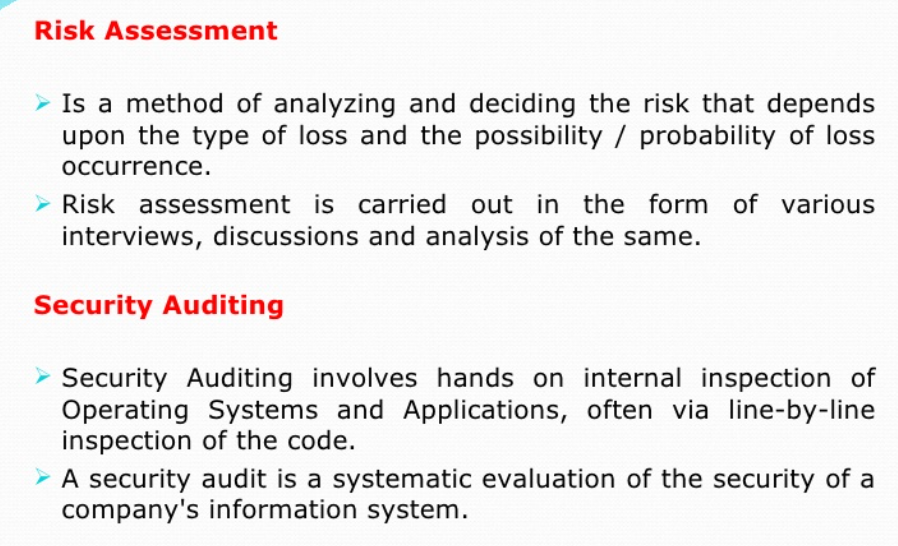 Risk Assessment
➢ Is a method of analyzing and deciding the risk that depends
upon the type of loss and the possibility / probability of loss
occurrence.
➢ Risk assessment is carried out in the form of various
interviews, discussions and analysis of the same.
Security Auditing
➢ Security Auditing involves hands on internal inspection of
Operating Systems and Applications, often via line-by-line
inspection of the code.
➢ A security audit is a systematic evaluation of the security of a
company's information system.